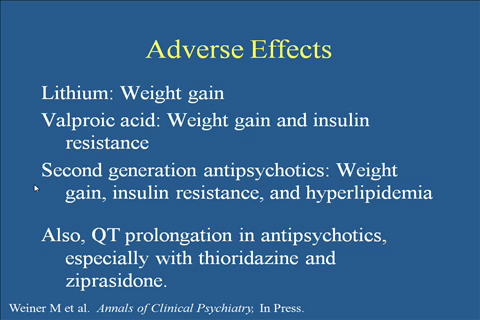 Adverse Effects
Lithium: Weight gain
Valproic acid: Weight gain and insulin
resistance
Second generation antipsychotics: Weight
gain, insulin resistance, and hyperlipidemia
Also, QT prolongation in antipsychotics,
especially with thioridazine and
ziprasidone.
Weiner M et al. Annals of Clinical Psychiatry, In Press.